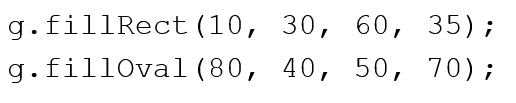 g.fillRect(10, 30, 60, 35);
g.fillOval(80, 40, 50, 70);